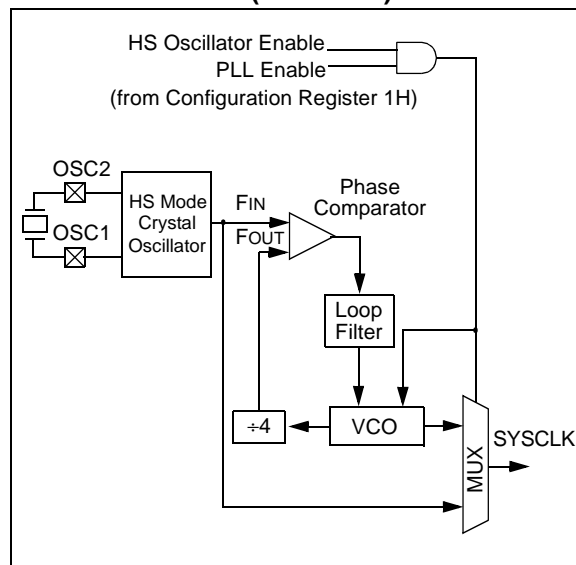 HS Oscillator Enable
PLL Enable
(from Configuration Register 1H)
OSC2
OSC1
HS Mode
Crystal
Oscillator
FIN
FOUT
Phase
Comparator
Loop
Filter
÷4
VCO
MUX
SYSCLK